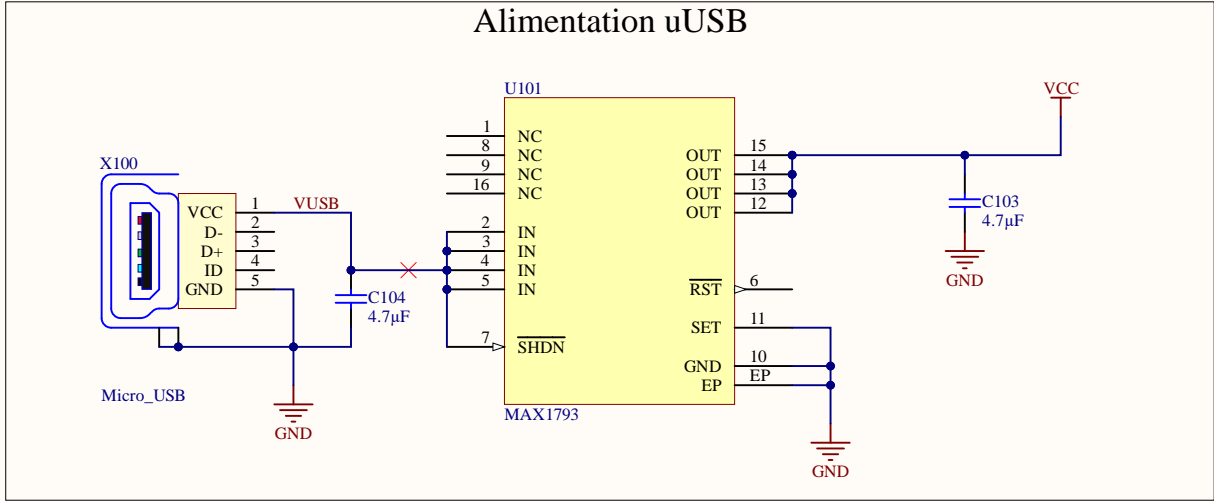 Alimentation uUSB
X100
VCC
1
D-
2
D+
3
ID
4
GND
5
VUSB
Micro_USB
C104
4.7µF
GND
U101
1
NC
8
NC
9
NC
16
NC
2
IN
3
IN
4
IN
5
IN
7
SHDN
OUT
15
OUT
14
OUT
13
OUT
12
RST
6
SET
11
GND
10
EP
EP
MAX1793
GND
VCC
C103
4.7µF
GND